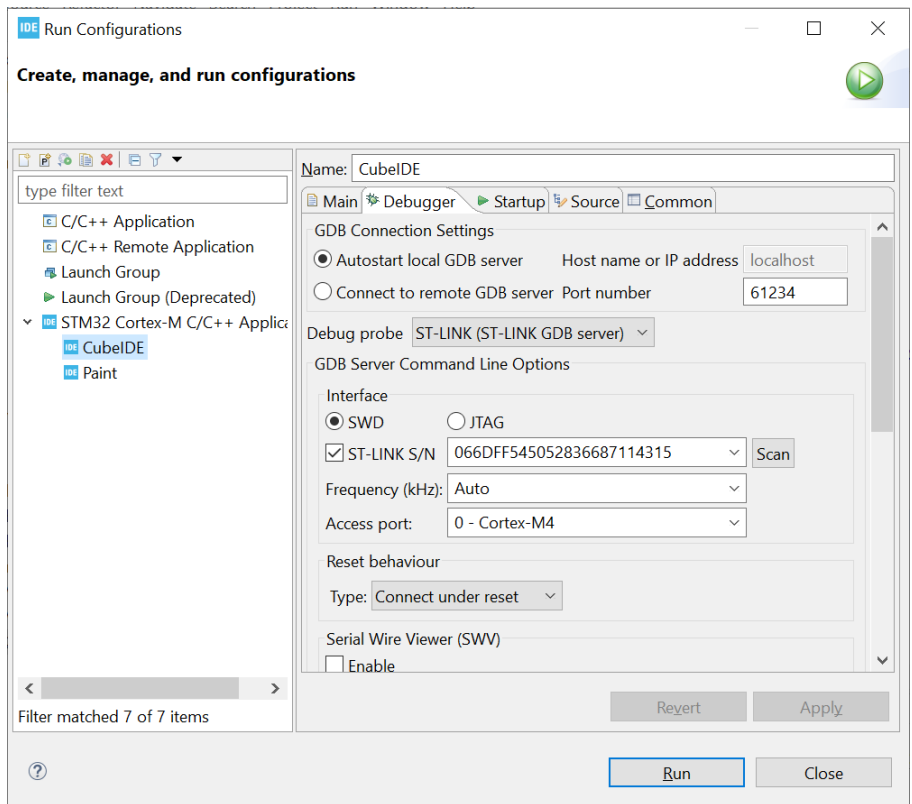 IDE Run Configurations
Create, manage, and run configurations
Name: CubeIDE
type filter text
Main Debugger Startup Source Common
C/C++ Application
C/C++ Remote Application
Launch Group
Launch Group (Deprecated)
IDE STM32 Cortex-M C/C++ Applica
IDE CubeIDE
IDE Paint
Filter matched 7 of 7 items
GDB Connection Settings
Autostart local GDB server Host name or IP address localhost
Connect to remote GDB server Port number 61234
Debug probe ST-LINK (ST-LINK GDB server)
GDB Server Command Line Options
Interface
SWD JTAG
ST-LINK S/N 066DFF545052836687114315 Scan
Frequency (kHz): Auto
Access port: 0 - Cortex-M4
Reset behaviour
Type: Connect under reset
Serial Wire Viewer (SWV)
Enable
Revert Apply
? Run Close